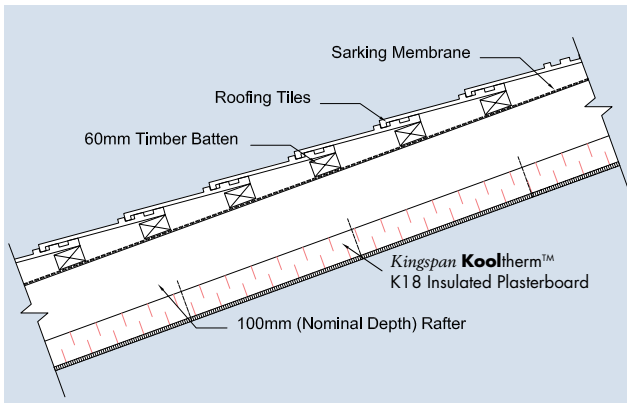 Sarking Membrane
Roofing Tiles
60mm Timber Batten
Kingspan Kooltherm™
K18 Insulated Plasterboard
100mm (Nominal Depth) Rafter